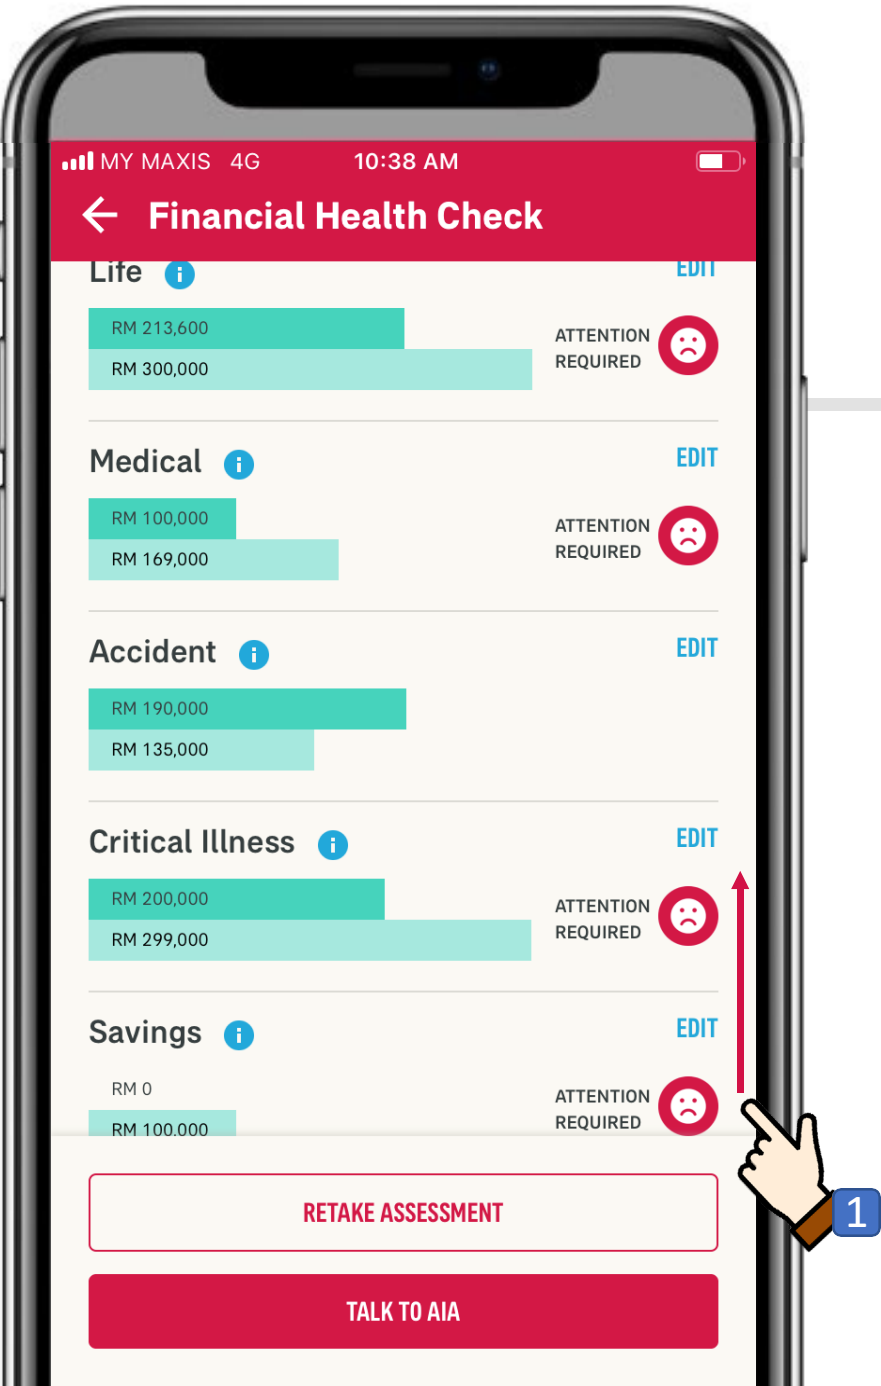 MY MAXIS 4G 10:38 AM
Financial Health Check
Life i EDIT
RM 213,600
RM 300,000
ATTENTION
REQUIRED
Medical i EDIT
RM 100,000
RM 169,000
ATTENTION
REQUIRED
Accident i EDIT
RM 190,000
RM 135,000
Critical Illness i EDIT
RM 200,000
RM 299,000
ATTENTION
REQUIRED
Savings i EDIT
RM 0
RM 100,000
ATTENTION
REQUIRED
RETAKE ASSESSMENT
1
TALK TO AIA